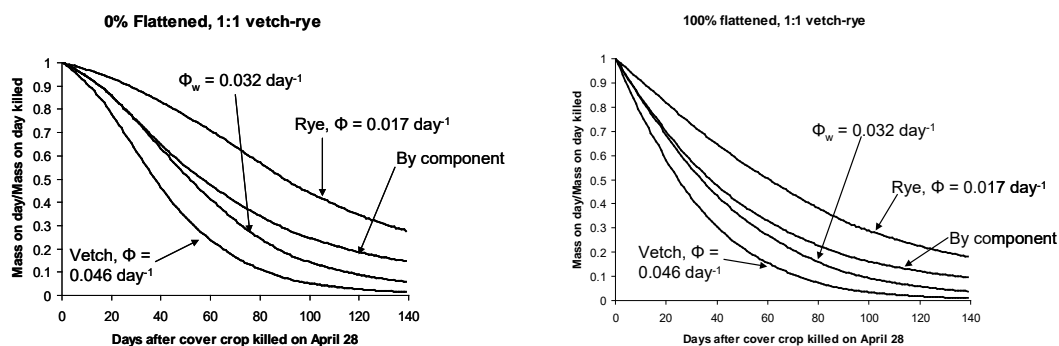 0% Flattened, 1:1 vetch-rye
Mass on day/Mass on day killed
1
0.9
0.8
0.7
0.6
0.5
0.4
0.3
0.2
0.1
0
Φw = 0.032 day-1
Rye, Φ = 0.017 day-1
By component
Vetch, Φ =
0.046 day-1
0 20 40 60 80 100 120 140
Days after cover crop killed on April 28
100% flattened, 1:1 vetch-rye
Mass on day/Mass on day killed
1
0.9
0.8
0.7
0.6
0.5
0.4
0.3
0.2
0.1
0
Φw = 0.032 day-1
Rye, Φ = 0.017 day-1
By component
Vetch, Φ =
0.046 day-1
0 20 40 60 80 100 120 140
Days after cover crop killed on April 28